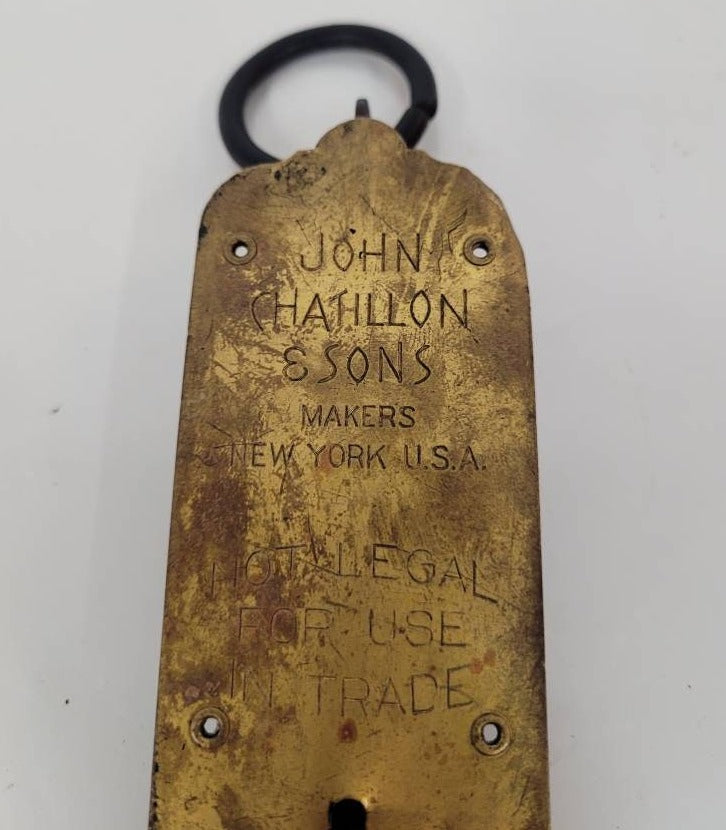 JOHN
CHATILLON
& SONS
MAKERS
NEW YORK U.S.A.
NOT LEGAL
FOR USE
IN TRADE